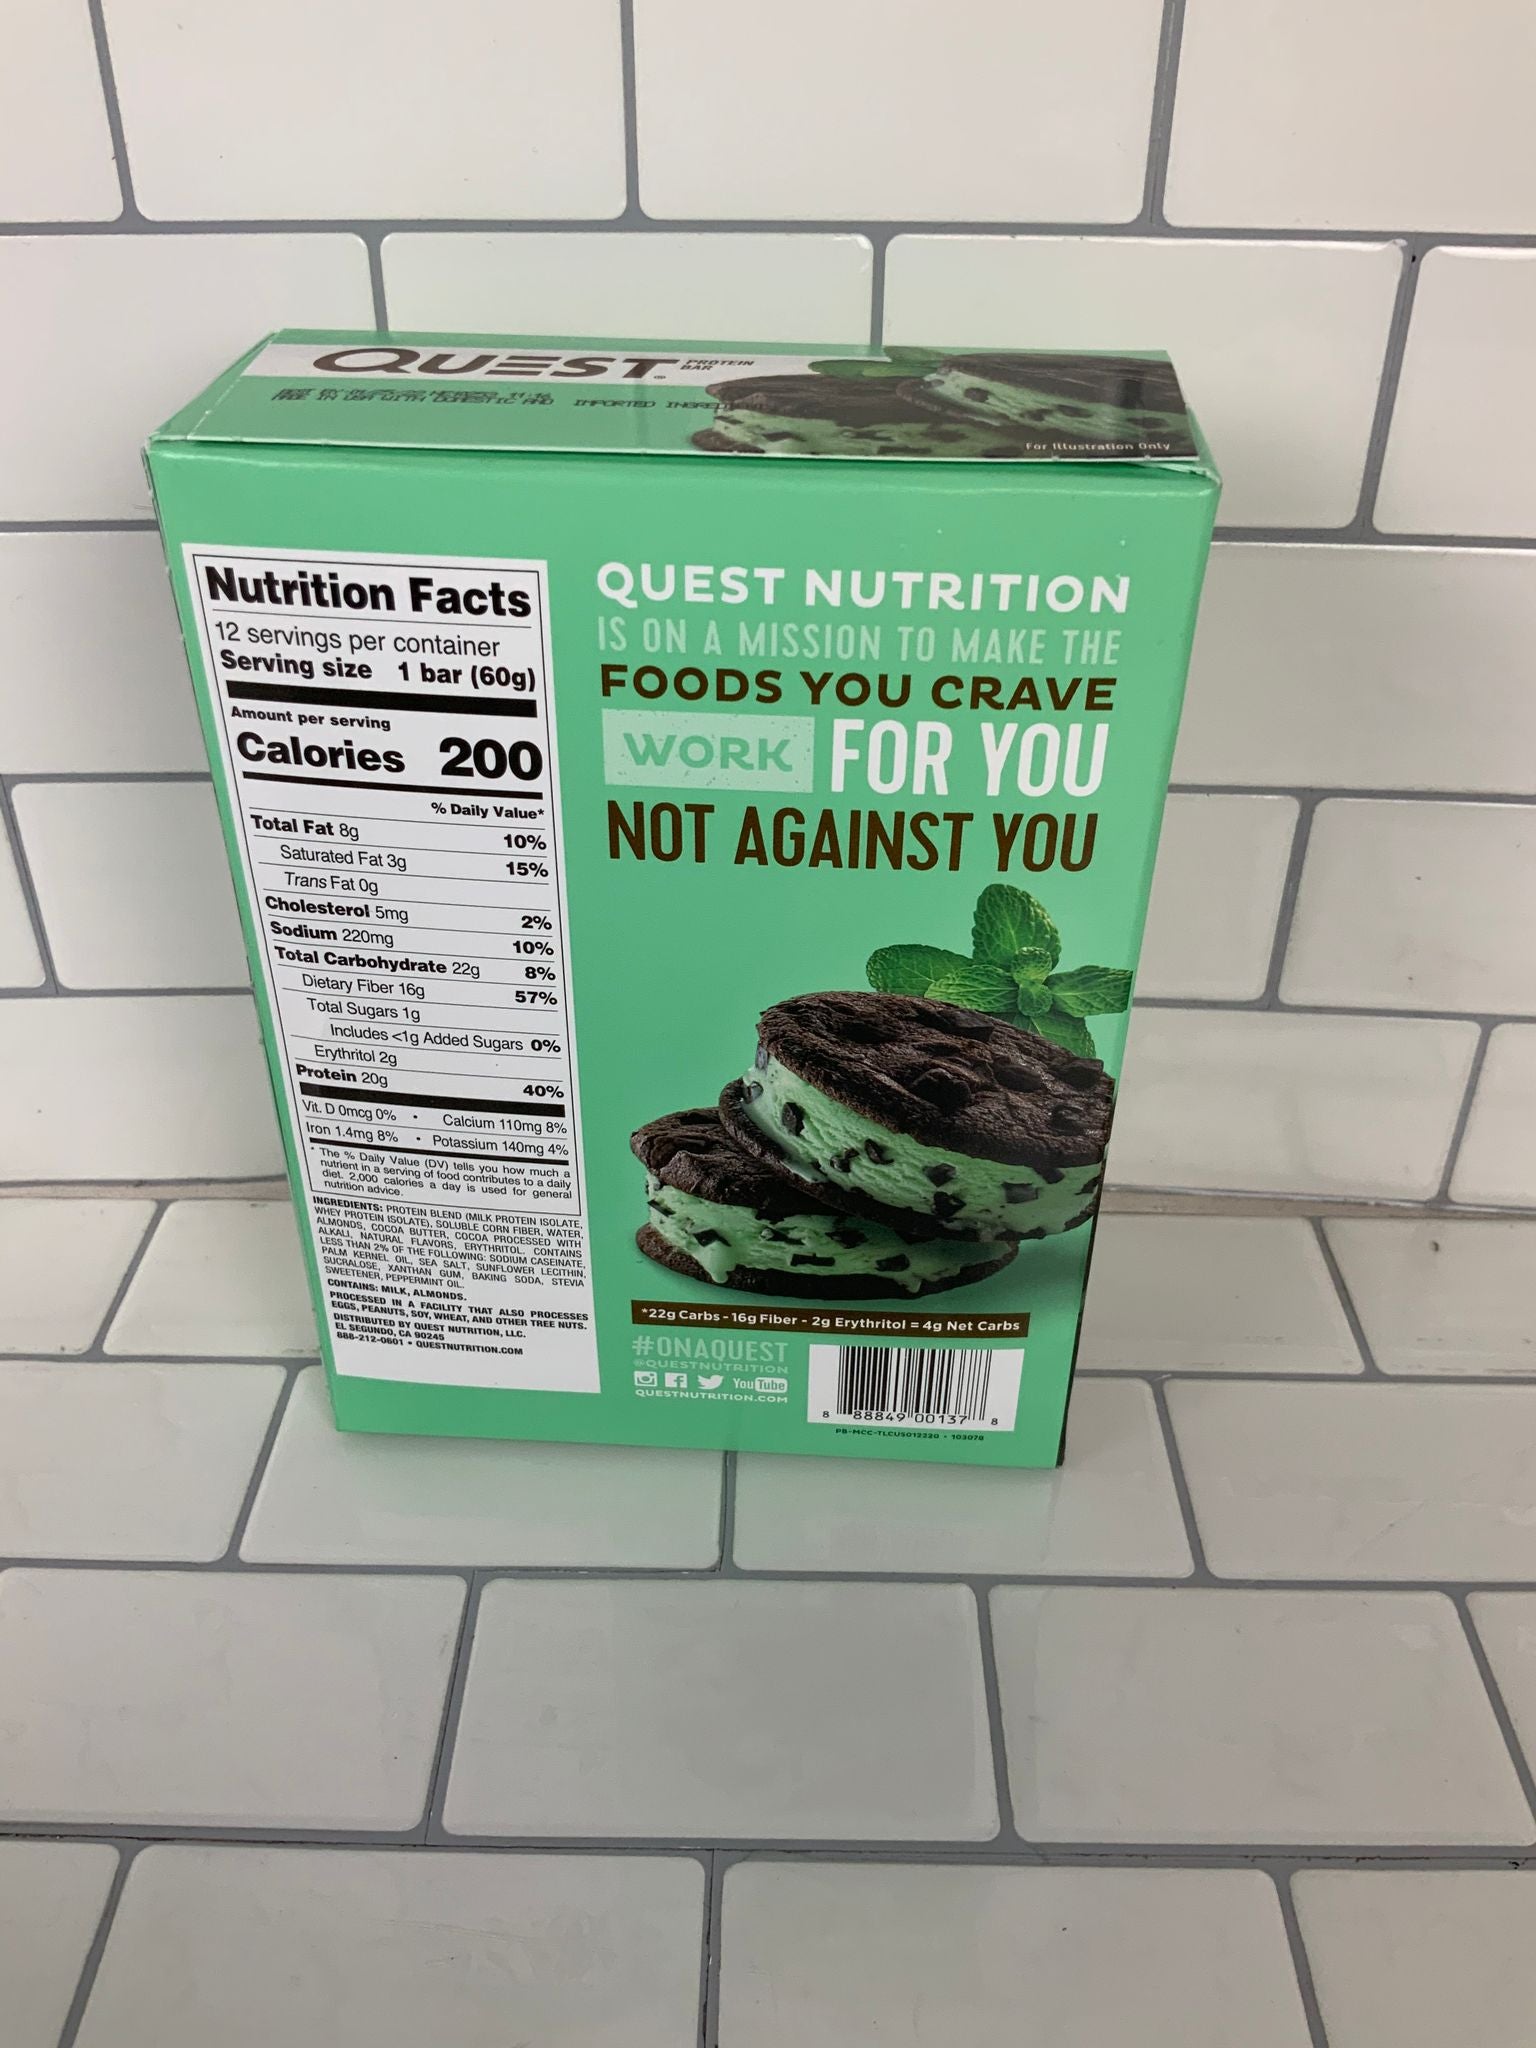 QUEST PROTEIN BAR
MADE IN USA WITH DOMESTIC AND IMPORTED
For Illustration Only
Nutrition Facts
12 servings per container
Serving size 1 bar (60g)
Amount per serving
Calories 200
% Daily Value*
Total Fat 8g 10%
Saturated Fat 3g 15%
Trans Fat 0g
Cholesterol 5mg 2%
Sodium 220mg 10%
Total Carbohydrate 22g 8%
Dietary Fiber 16g 57%
Total Sugars 1g
Includes <1g Added Sugars 0%
Erythritol 2g
Protein 20g 40%
Vit. D 0mcg 0% • Calcium 110mg 8%
Iron 1.4mg 8% • Potassium 140mg 4%
* The % Daily Value (DV) tells you how much a
nutrient in a serving of food contributes to a daily
diet. 2,000 calories a day is used for general
nutrition advice.
INGREDIENTS: PROTEIN BLEND (MILK PROTEIN ISOLATE,
WHEY PROTEIN ISOLATE), SOLUBLE CORN FIBER, WATER,
ALMONDS, COCOA BUTTER, COCOA PROCESSED WITH
ALKALI, NATURAL FLAVORS, ERYTHRITOL. CONTAINS
LESS THAN 2% OF THE FOLLOWING: SODIUM CASEINATE,
PALM KERNEL OIL, SEA SALT, SUNFLOWER LECITHIN,
SUCRALOSE, XANTHAN GUM, BAKING SODA, STEVIA
SWEETENER, PEPPERMINT OIL.
CONTAINS: MILK, ALMONDS.
PROCESSED IN A FACILITY THAT ALSO PROCESSES
EGGS, PEANUTS, SOY, WHEAT, AND OTHER TREE NUTS.
DISTRIBUTED BY QUEST NUTRITION, LLC.
EL SEGUNDO, CA 90245
888-212-0601 • QUESTNUTRITION.COM
QUEST NUTRITION
IS ON A MISSION TO MAKE THE
FOODS YOU CRAVE
WORK FOR YOU
NOT AGAINST YOU
*22g Carbs - 16g Fiber - 2g Erythritol = 4g Net Carbs
#ONAQUEST
@QUESTNUTRITION
YouTube
QUESTNUTRITION.COM
8 88849 00137 8
PB-MCC-TLCUS012220 • 103078